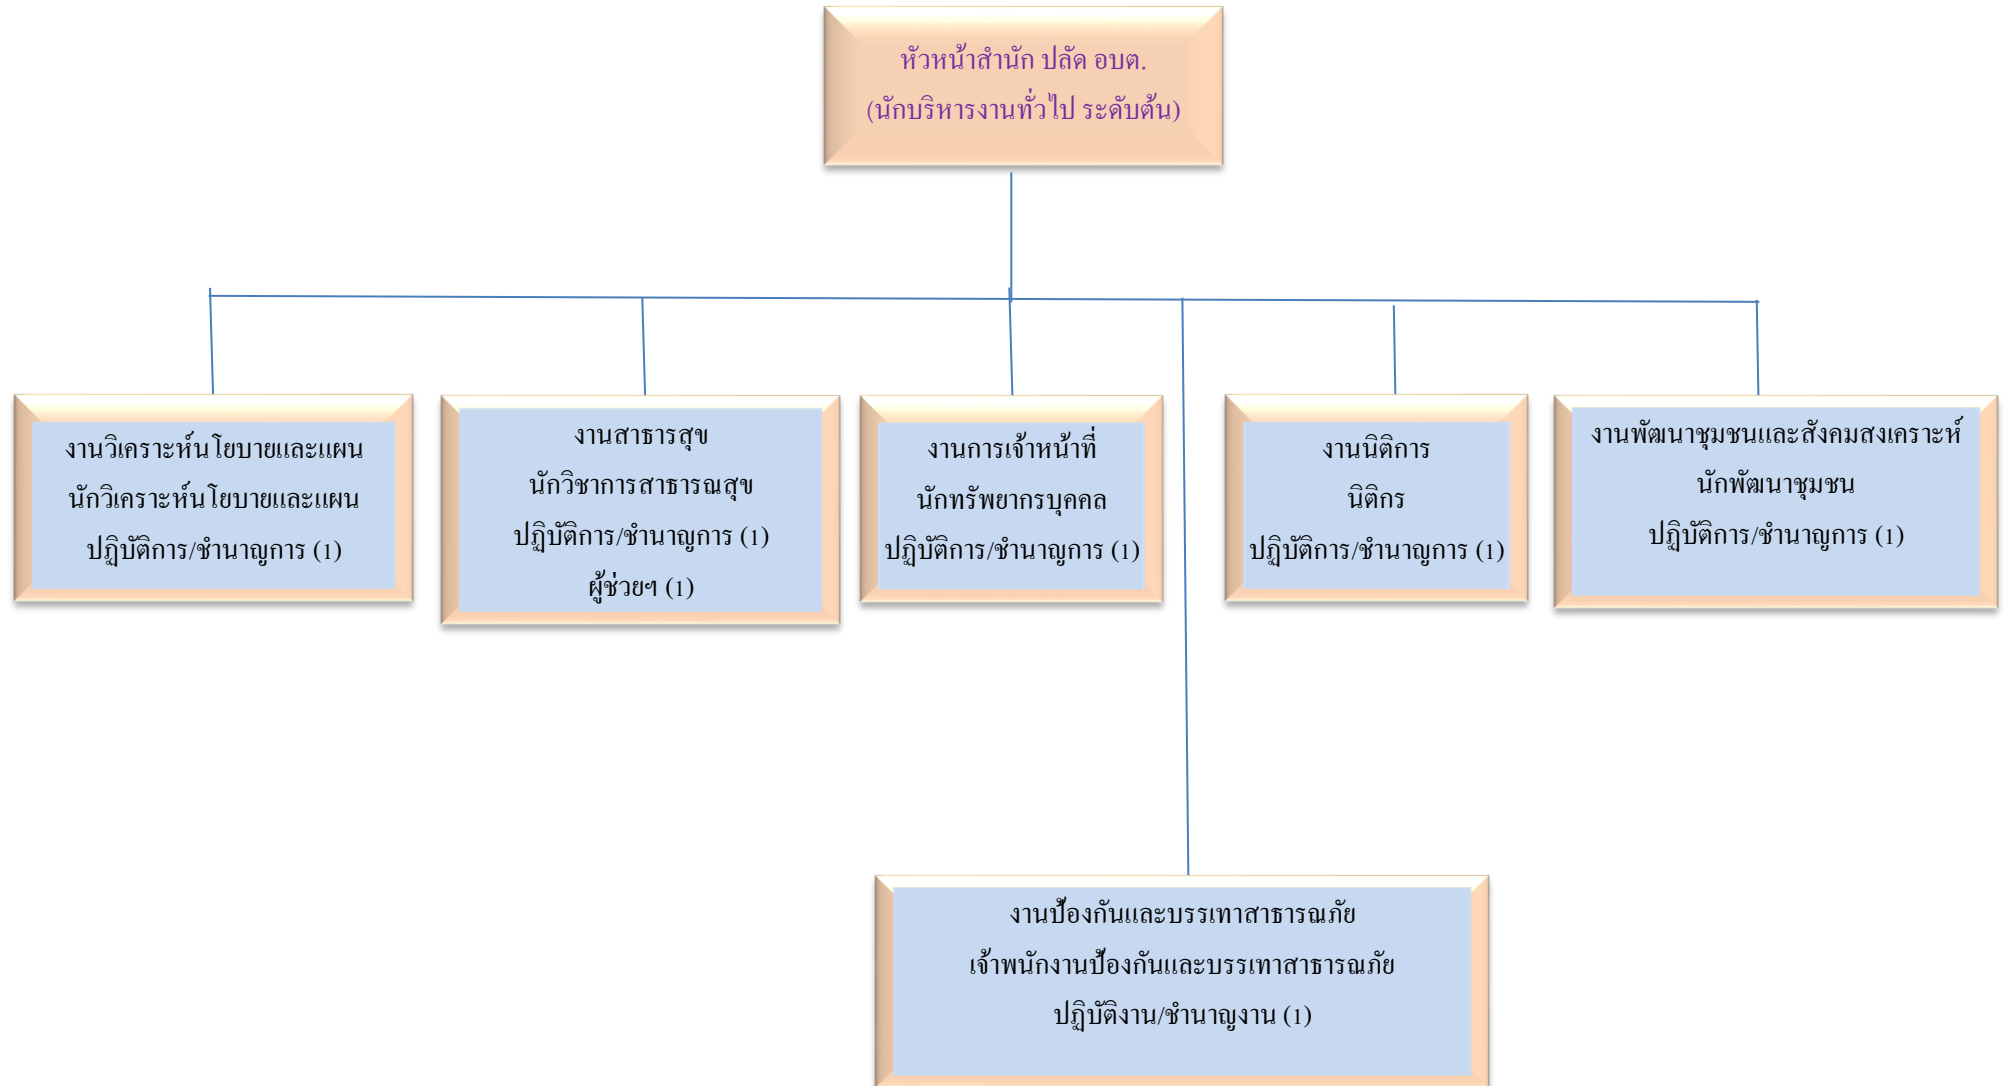 หัวหน้าสำนัก ปลัด อบต.
(นักบริหารงานทั่วไป ระดับต้น)
งานวิเคราะห์นโยบายและแผน
นักวิเคราะห์นโยบายและแผน
ปฏิบัติการ/ชำนาญการ (1)
งานสาธารสุข
นักวิชาการสาธารณสุข
ปฏิบัติการ/ชำนาญการ (1)
ผู้ช่วยฯ (1)
งานการเจ้าหน้าที่
นักทรัพยากรบุคคล
ปฏิบัติการ/ชำนาญการ (1)
งานนิติการ
นิติกร
ปฏิบัติการ/ชำนาญการ (1)
งานพัฒนาชุมชนและสังคมสงเคราะห์
นักพัฒนาชุมชน
ปฏิบัติการ/ชำนาญการ (1)
งานป้องกันและบรรเทาสาธารณภัย
เจ้าพนักงานป้องกันและบรรเทาสาธารณภัย
ปฏิบัติงาน/ชำนาญงาน (1)